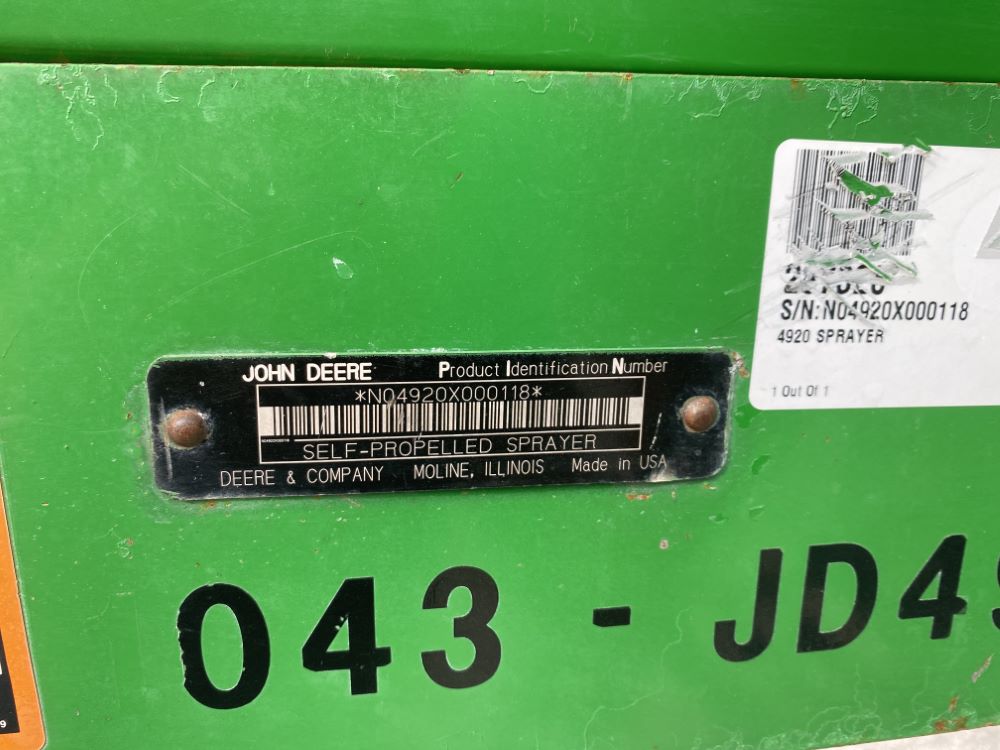 S/N: N04920X000118
4920 SPRAYER
1 Out Of 1
JOHN DEERE Product Identification Number
*N04920X000118*
SELF-PROPELLED SPRAYER
DEERE & COMPANY MOLINE, ILLINOIS Made in USA
043 - JD49